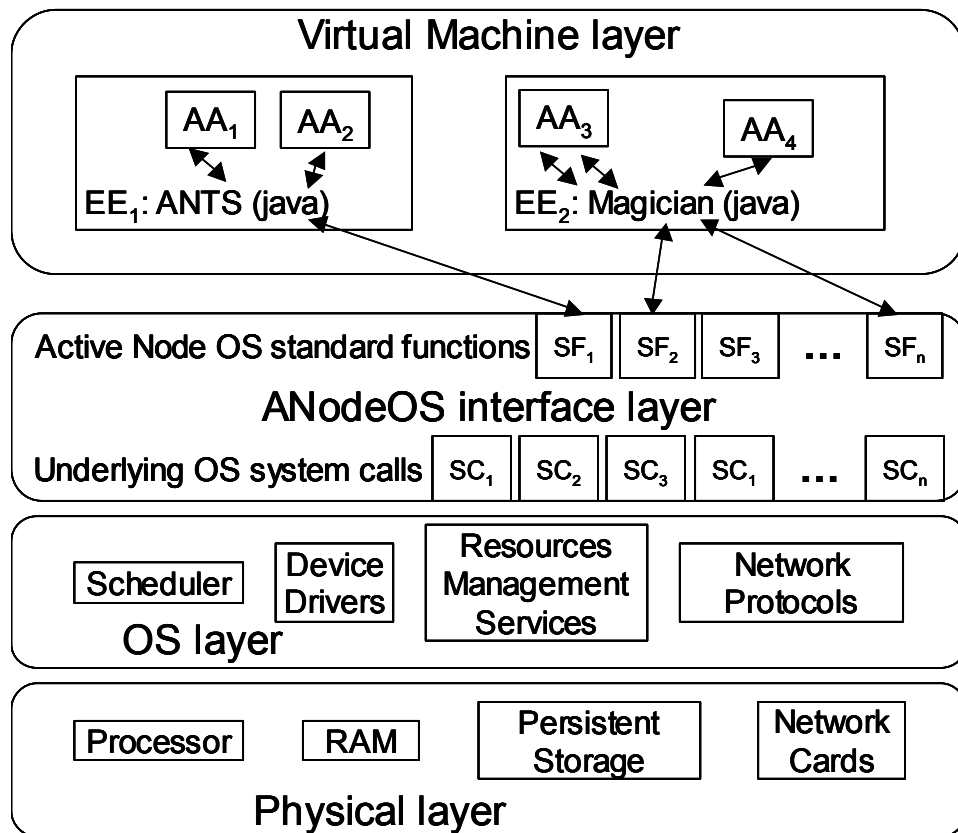 Virtual Machine layer
AA₁
AA₂
AA₃
AA₄
EE₁: ANTS (java)
EE₂: Magician (java)
Active Node OS standard functions
SF₁
SF₂
SF₃
...
SFₙ
ANodeOS interface layer
Underlying OS system calls
SC₁
SC₂
SC₃
SC₁
...
SCₙ
Scheduler
Device
Drivers
Resources
Management
Services
Network
Protocols
OS layer
Processor
RAM
Persistent
Storage
Network
Cards
Physical layer